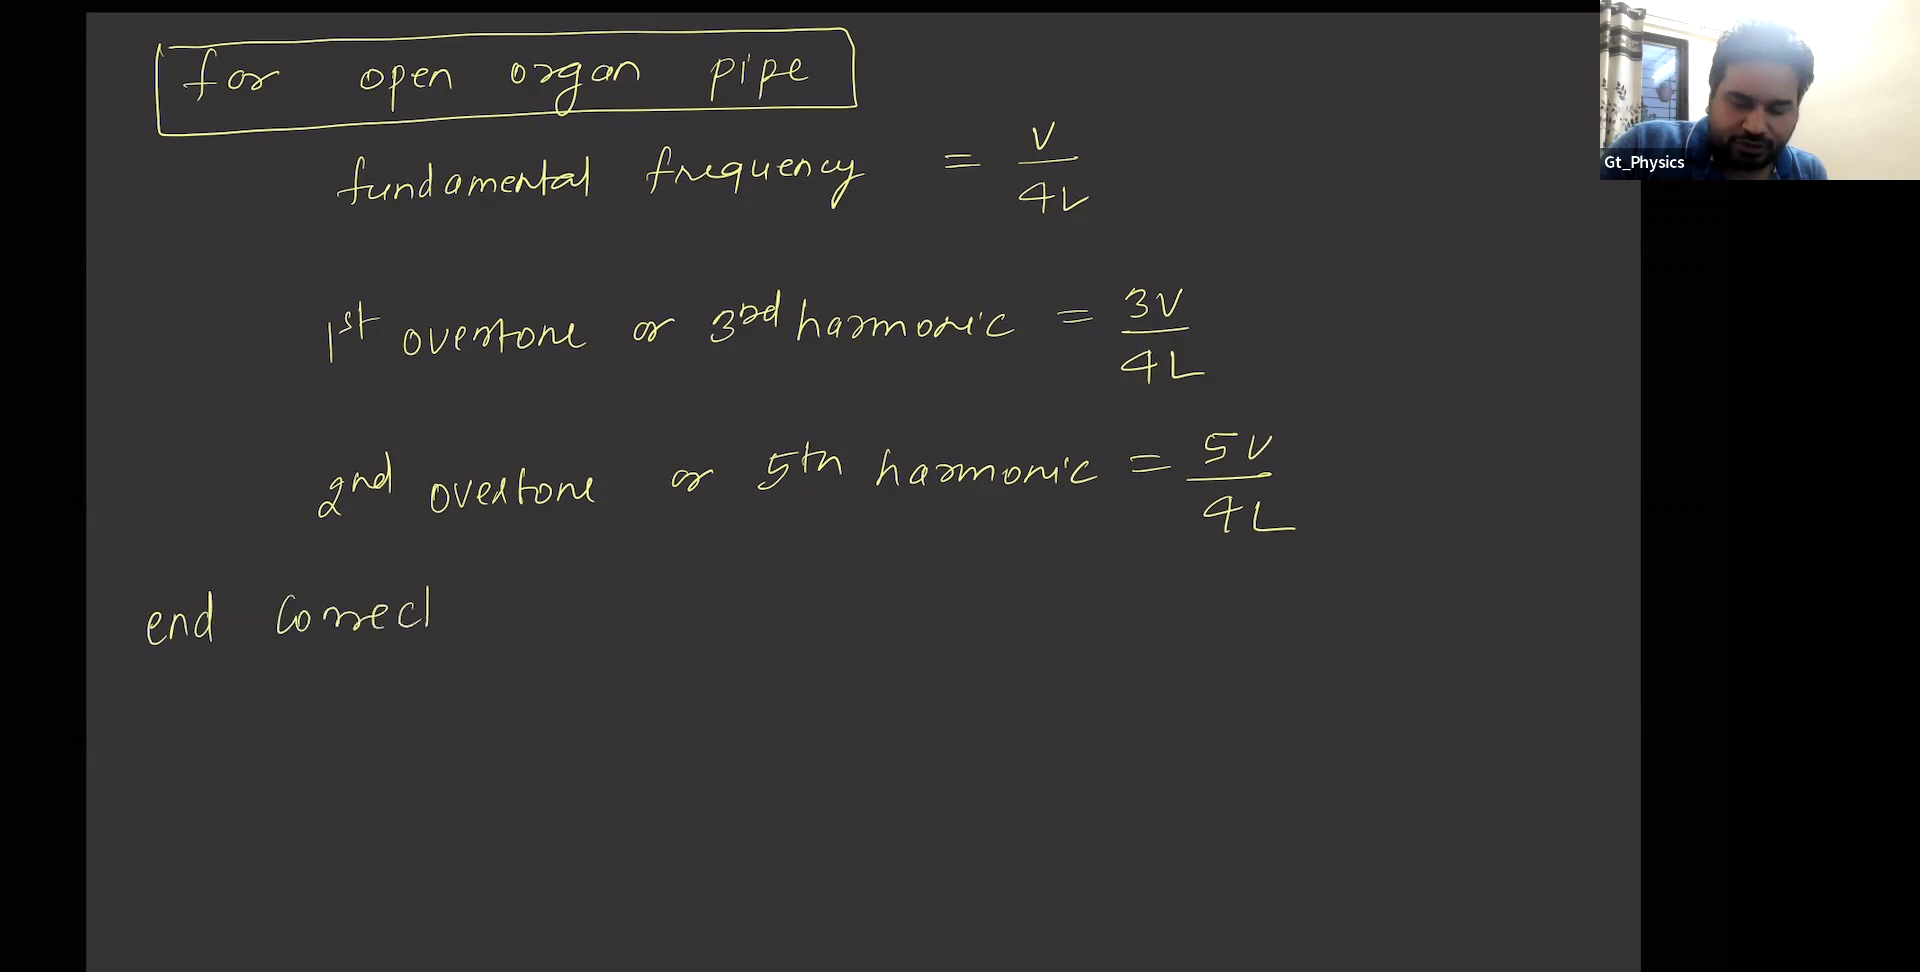 for open organ pipe
fundamental frequency = V/4L
1st overtone or 3rd harmonic = 3V/4L
2nd overtone or 5th harmonic = 5V/4L
end correct
Gt_Physics